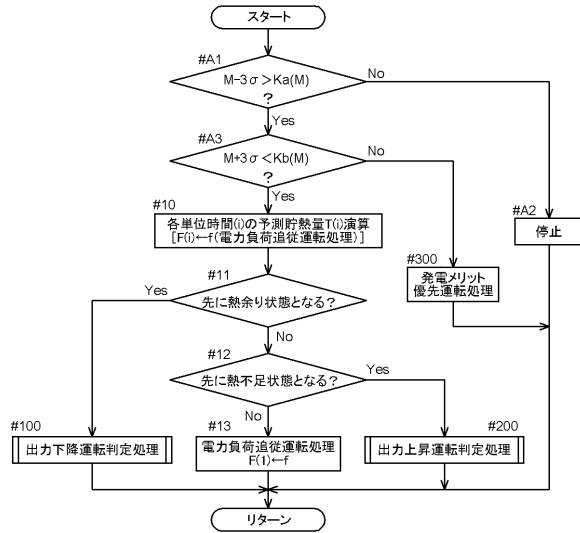 スタート
#A1
M-3σ>Ka(M)
?
No
Yes
#A3
M+3σ<Kb(M)
?
No
Yes
#10
各単位時間(i)の予測貯熱量T(i)演算
[F(i)←f(電力負荷追従運転処理)]
#A2
停止
#300
発電メリット
優先運転処理
#11
先に熱余り状態となる?
Yes
No
#12
先に熱不足状態となる?
Yes
No
#100
出力下降運転判定処理
#13
電力負荷追従運転処理
F(1)←f
#200
出力上昇運転判定処理
リターン